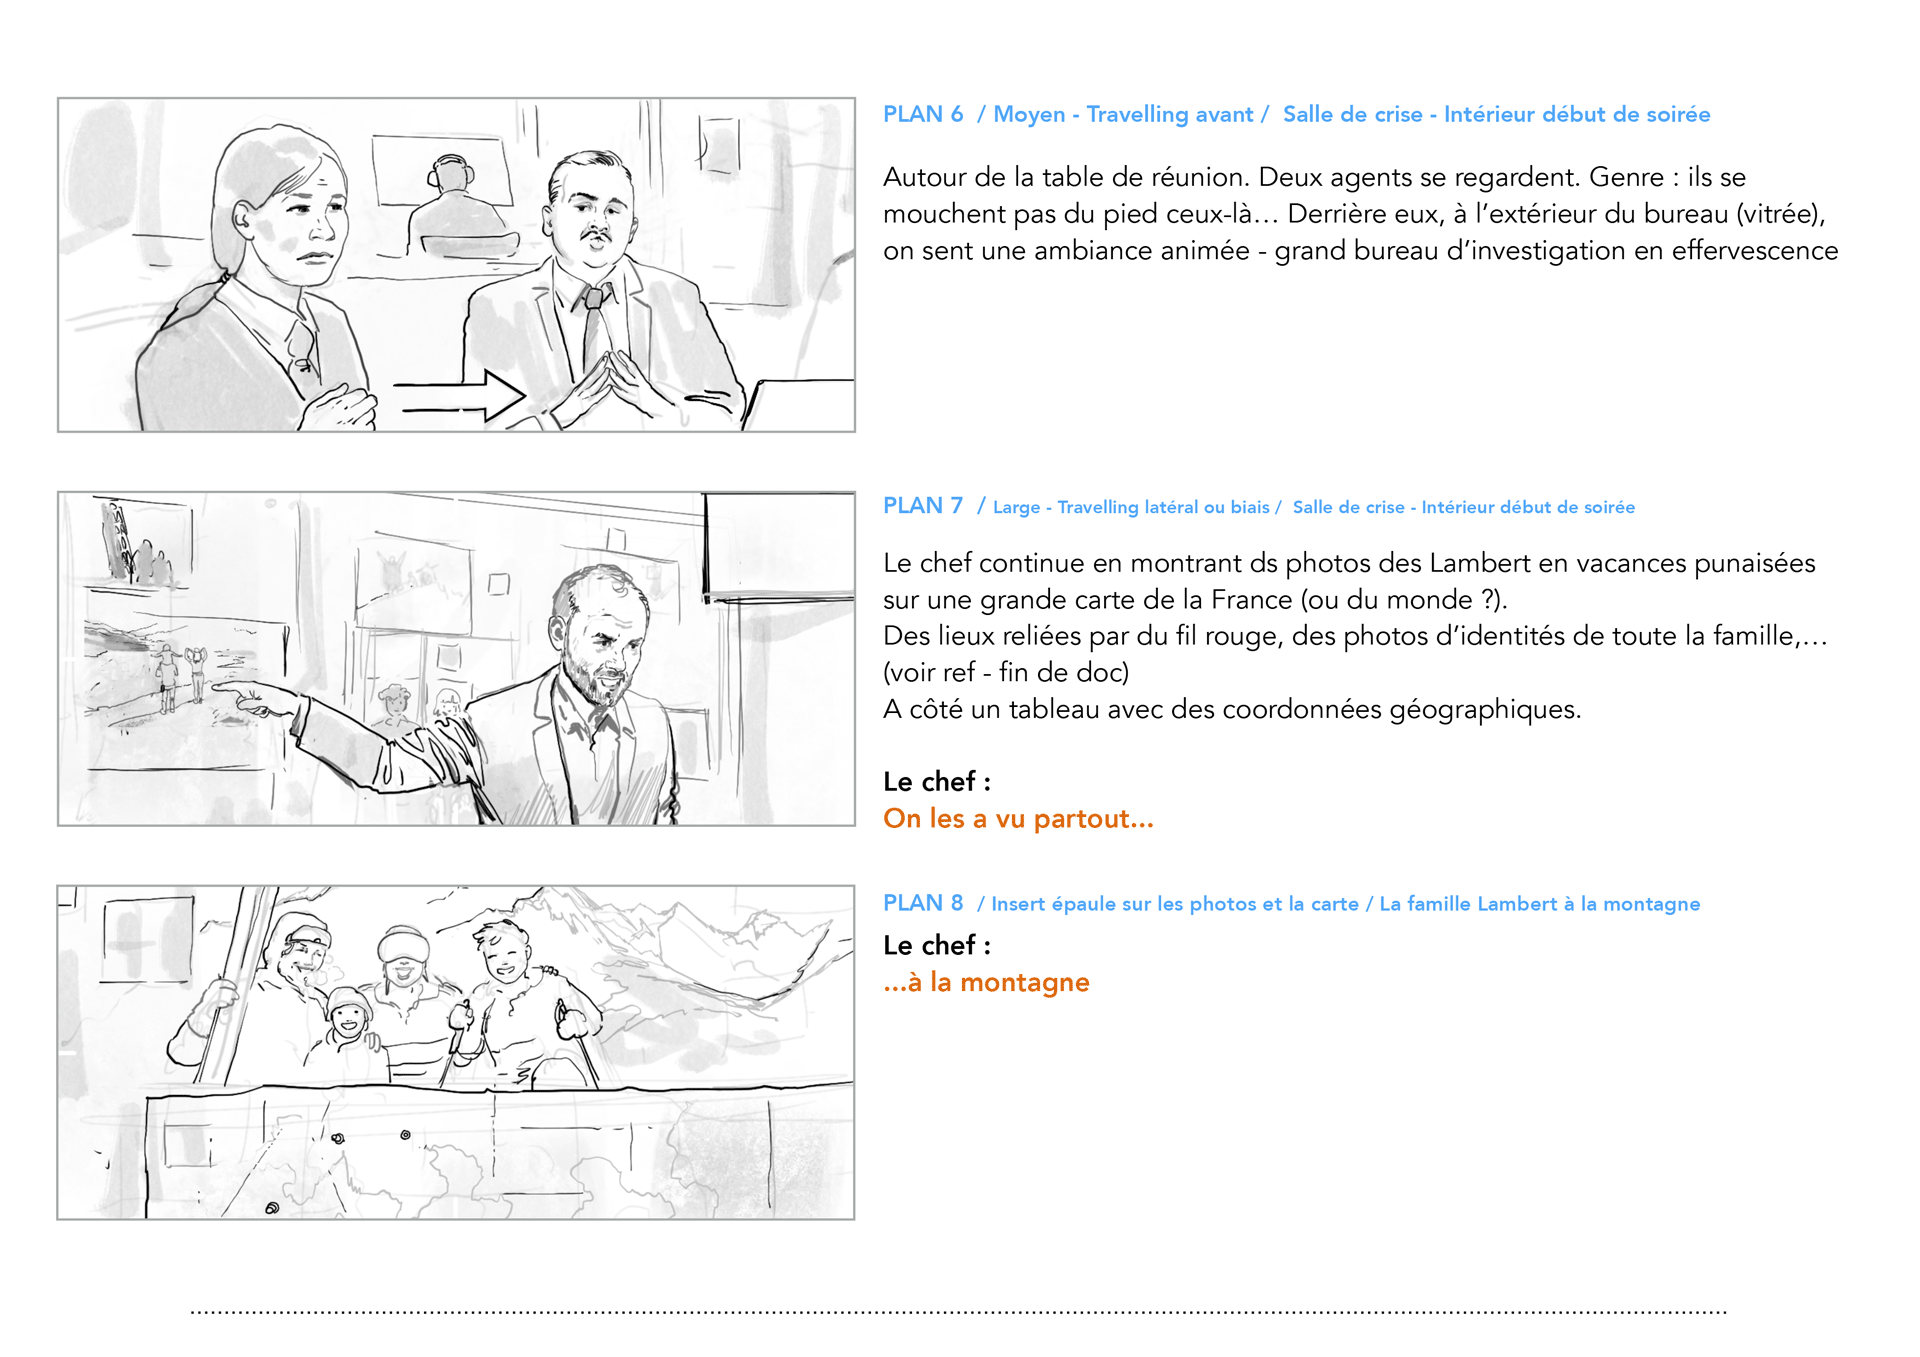 PLAN 6 / Moyen - Travelling avant / Salle de crise - Intérieur début de soirée
Autour de la table de réunion. Deux agents se regardent. Genre : ils se
mouchent pas du pied ceux-là… Derrière eux, à l’extérieur du bureau (vitrée),
on sent une ambiance animée - grand bureau d’investigation en effervescence
PLAN 7 / Large - Travelling latéral ou biais / Salle de crise - Intérieur début de soirée
Le chef continue en montrant ds photos des Lambert en vacances punaisées
sur une grande carte de la France (ou du monde ?).
Des lieux reliées par du fil rouge, des photos d’identités de toute la famille,…
(voir ref - fin de doc)
A côté un tableau avec des coordonnées géographiques.
Le chef :
On les a vu partout...
PLAN 8 / Insert épaule sur les photos et la carte / La famille Lambert à la montagne
Le chef :
...à la montagne